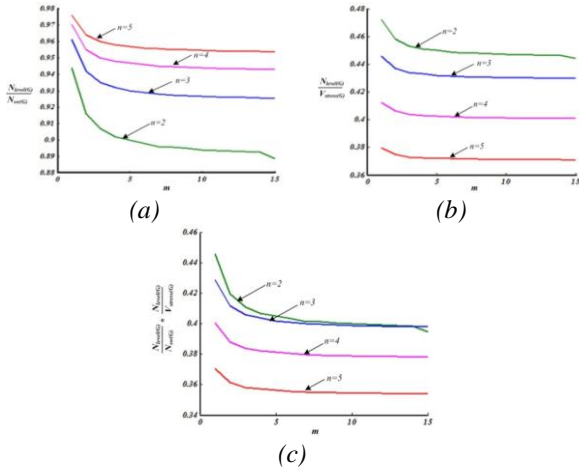 0.98
0.97
0.96
0.95
0.94
0.93
0.92
0.9
0.89
0.88
N_level(G)
N_sw(G)
n=5
n=4
n=3
n=2
0 5 10 15
m
(a)
0.48
0.46
0.44
0.42
0.4
0.38
0.36
N_level(G)
V_stress(G)
n=2
n=3
n=4
n=5
0 5 10 15
m
(b)
0.46
0.44
0.42
0.4
0.38
0.36
0.34
N_level(G)
N_sw(G)
*
N_level(G)
V_stress(G)
n=2
n=3
n=4
n=5
0 5 10 15
m
(c)